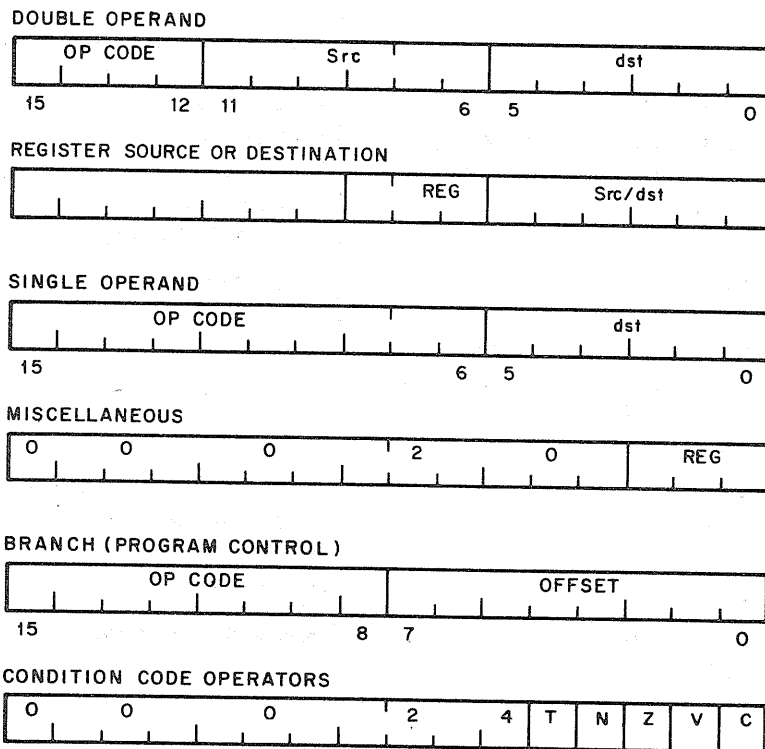 DOUBLE OPERAND
OP CODE Src dst
15 12 11 6 5 0
REGISTER SOURCE OR DESTINATION
REG Src/dst
SINGLE OPERAND
OP CODE dst
15 6 5 0
MISCELLANEOUS
0 0 0 2 0 REG
BRANCH (PROGRAM CONTROL)
OP CODE OFFSET
15 8 7 0
CONDITION CODE OPERATORS
0 0 0 2 4 T N Z V C